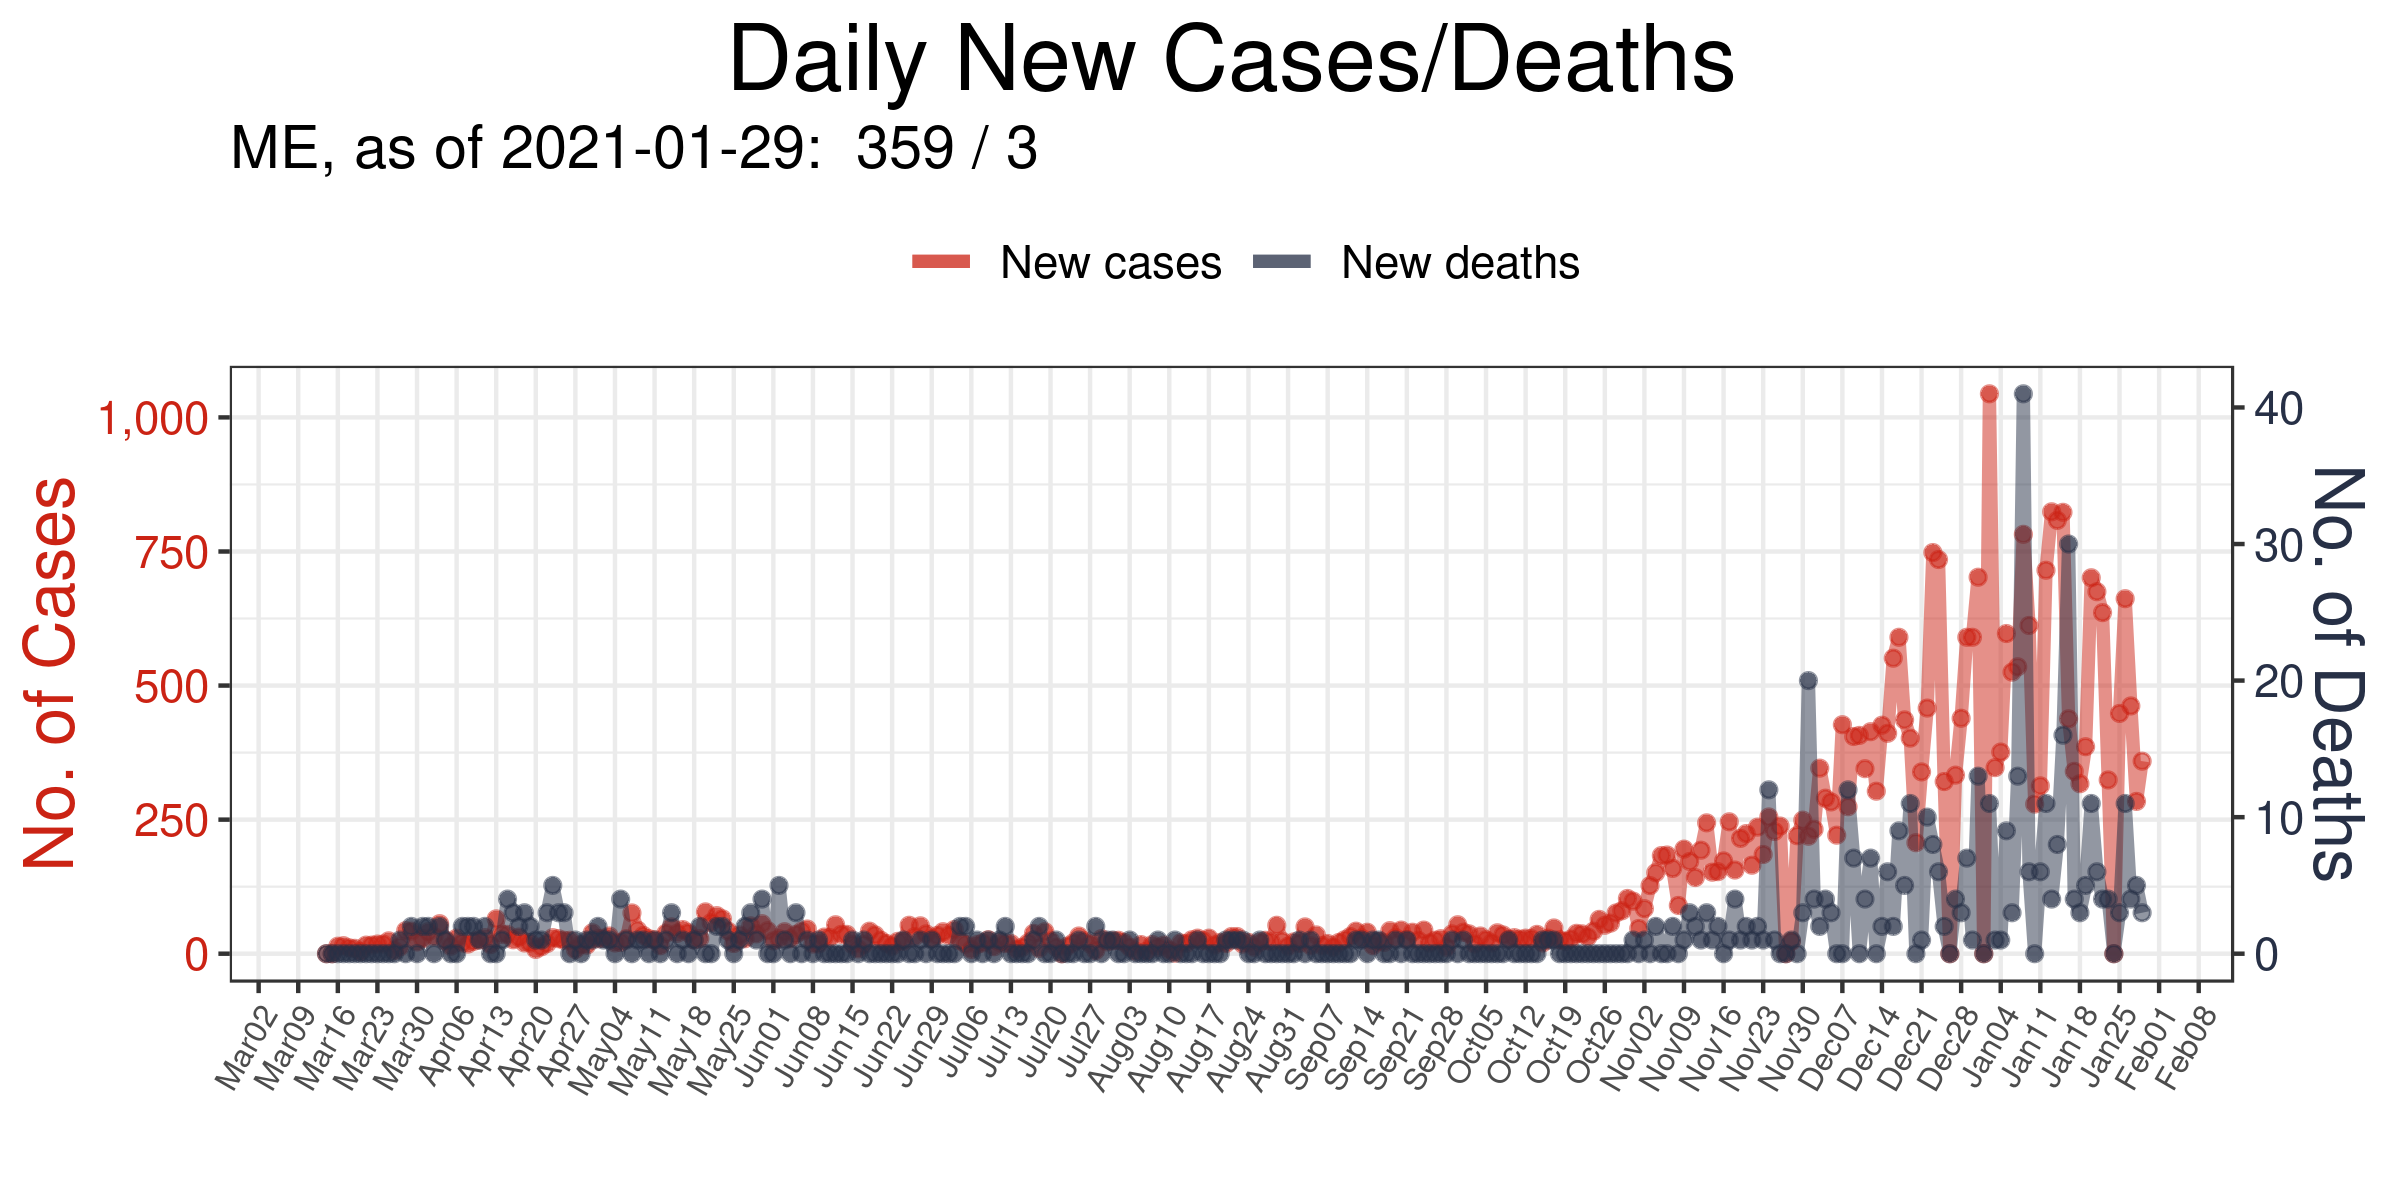 Daily New Cases/Deaths
ME, as of 2021-01-29:  359 / 3
New cases
New deaths
No. of Cases
1,000
750
500
250
0
40
30
20
10
0
No. of Deaths
Mar02
Mar09
Mar16
Mar23
Mar30
Apr06
Apr13
Apr20
Apr27
May04
May11
May18
May25
Jun01
Jun08
Jun15
Jun22
Jun29
Jul06
Jul13
Jul20
Jul27
Aug03
Aug10
Aug17
Aug24
Aug31
Sep07
Sep14
Sep21
Sep28
Oct05
Oct12
Oct19
Oct26
Nov02
Nov09
Nov16
Nov23
Nov30
Nov07
Dec07
Dec14
Dec21
Dec28
Jan04
Jan11
Jan18
Jan25
Feb01
Feb08